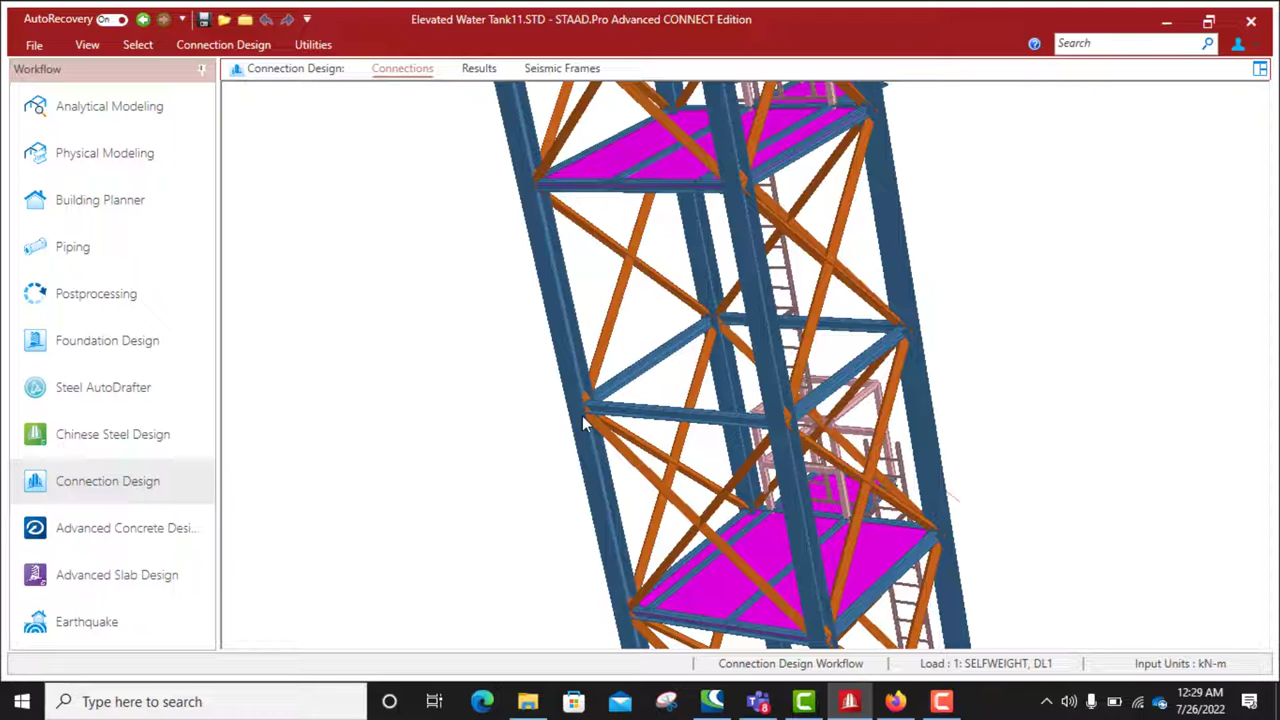 AutoRecovery On Elevated Water Tank11.STD - STAAD.Pro Advanced CONNECT Edition
File View Select Connection Design Utilities Search
Workflow Connection Design: Connections Results Seismic Frames
Analytical Modeling
Physical Modeling
Building Planner
Piping
Postprocessing
Foundation Design
Steel AutoDrafter
Chinese Steel Design
Connection Design
Advanced Concrete Desi...
Advanced Slab Design
Earthquake
Connection Design Workflow Load : 1: SELFWEIGHT, DL1 Input Units : kN-m
Type here to search 12:29 AM
7/26/2022